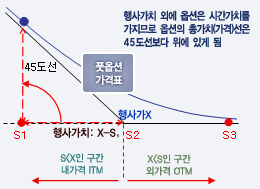 행사가치 외에 옵션은 시간가치를
가지므로 옵션의 총가치(가격)선은
45도선보다 위에 있게 됨
45도선
풋옵션
가격표
행사가X
행사가치: X-S₁
S1
S2
S3
S<X인 구간
내가격 ITM
X<S인 구간
외가격 OTM